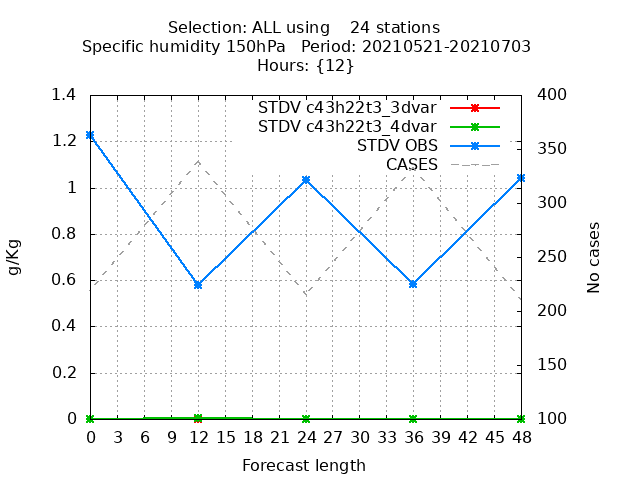 Selection: ALL using    24 stations
Specific humidity 150hPa   Period: 20210521-20210703
Hours: {12}
STDV c43h22t3_3dvar
STDV c43h22t3_4dvar
STDV OBS
CASES
1.4
1.2
1
0.8
0.6
0.4
0.2
0
400
350
300
250
200
150
100
g/Kg
No cases
0 3 6 9 12 15 18 21 24 27 30 33 36 39 42 45 48
Forecast length